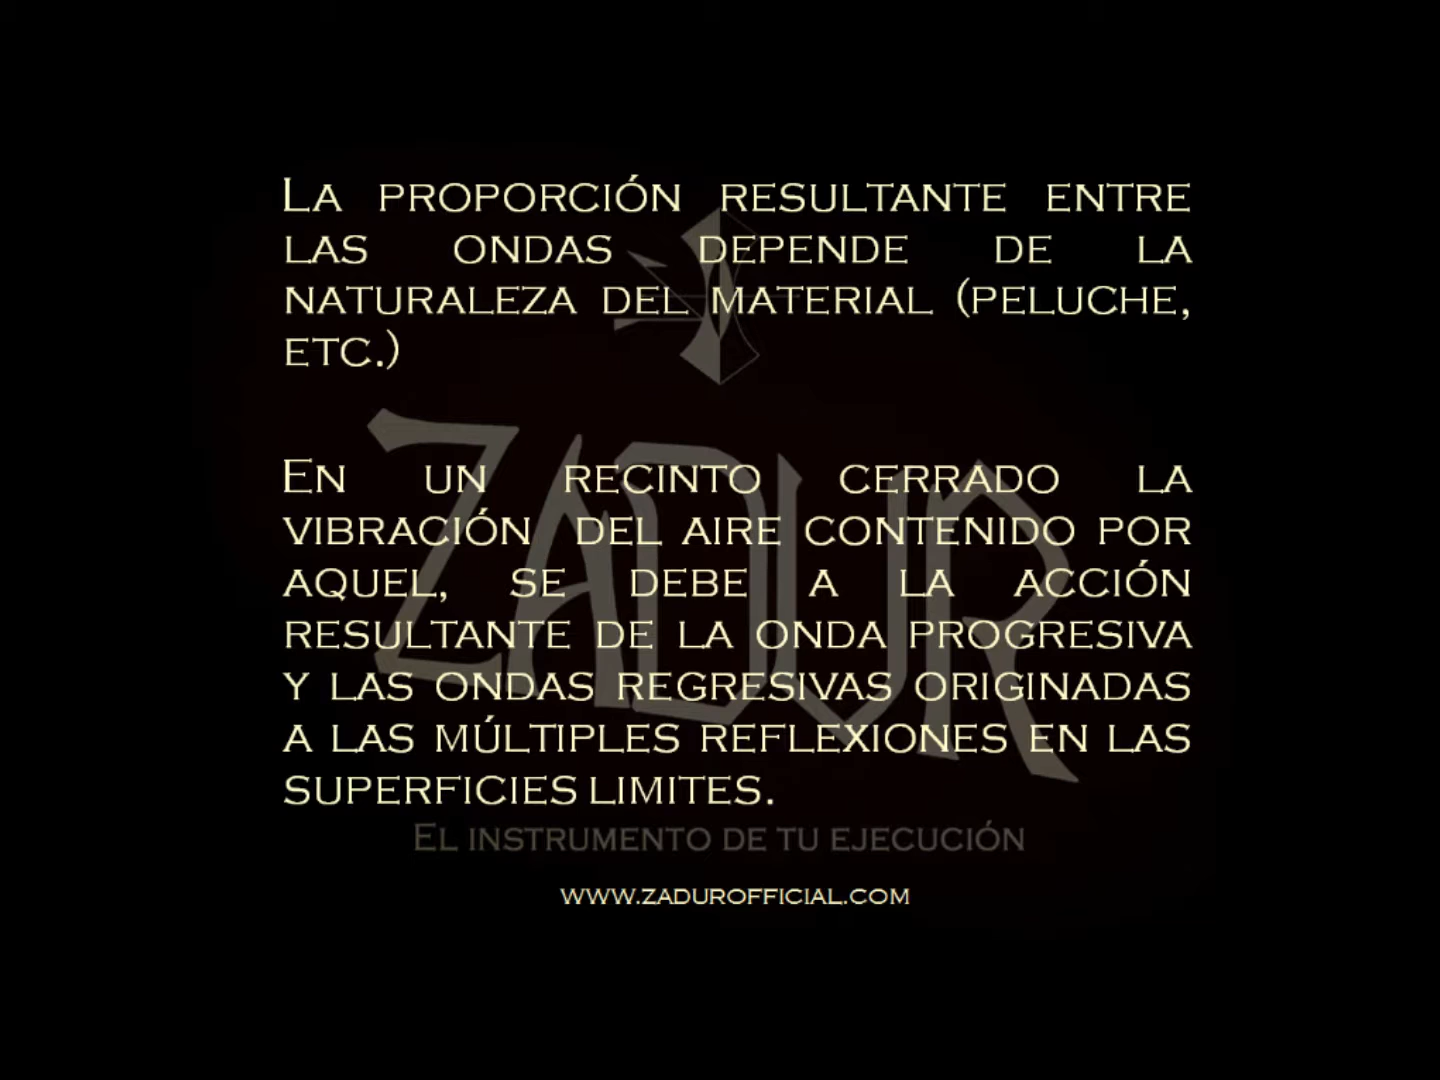 La proporción resultante entre
las ondas depende de la
naturaleza del material (peluche,
etc.)
En un recinto cerrado la
vibración del aire contenido por
aquel, se debe a la acción
resultante de la onda progresiva
y las ondas regresivas originadas
a las múltiples reflexiones en las
superficies limites.
ZADUR
El instrumento de tu ejecución
www.zadurofficial.com